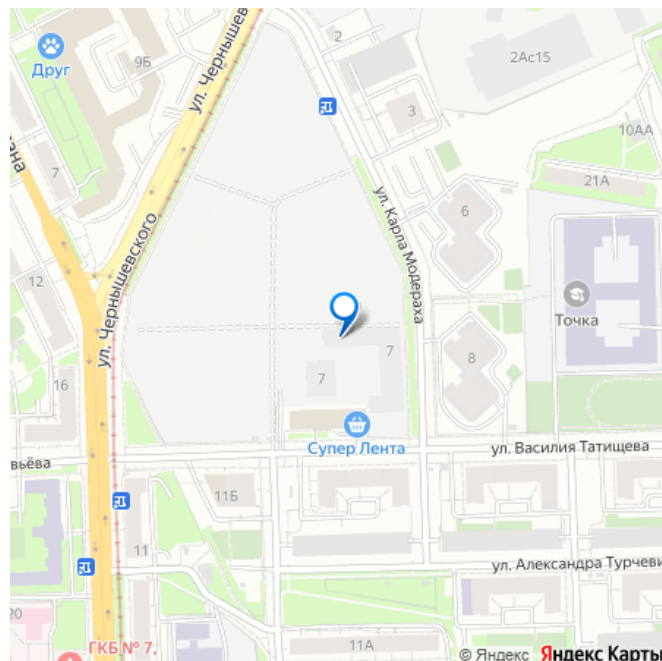 2
9Б
Друг
ул. Чернышев
2Ас15
3
10АА
7
21А
ул. Карла Модераха
6
ул. Чернышевского
12
Точка
7
8
7
16
Супер Лента
ул. Василия Татищева
вьёва
11Б
11
ул. Александра Турчеви
20
ГКБ № 7,
11А
© Яндекс Яндекс Карты